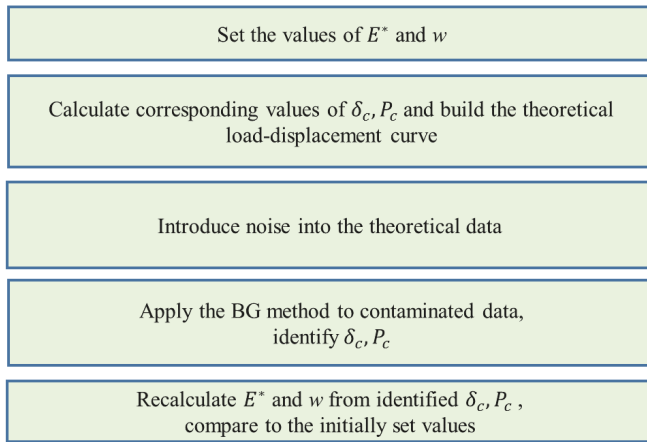 Set the values of E* and w
Calculate corresponding values of δc, Pc and build the theoretical
load-displacement curve
Introduce noise into the theoretical data
Apply the BG method to contaminated data,
identify δc, Pc
Recalculate E* and w from identified δc, Pc ,
compare to the initially set values